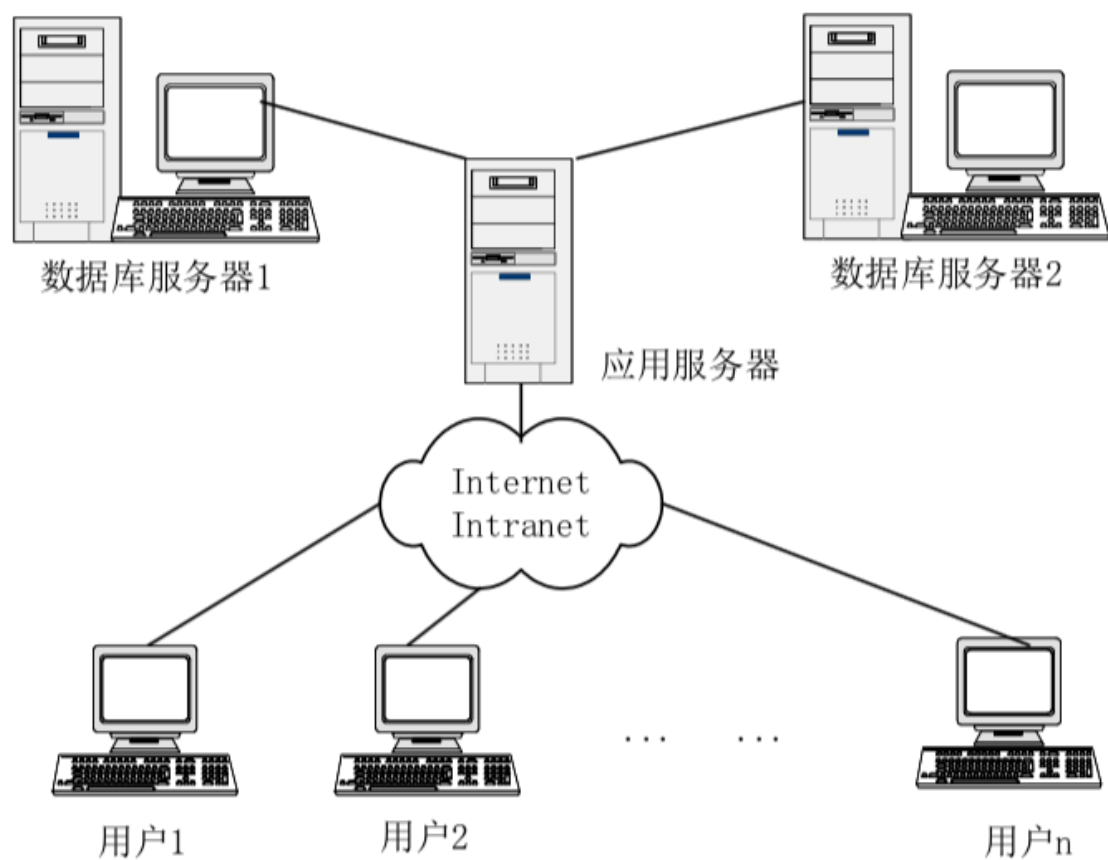 数据库服务器1
数据库服务器2
应用服务器
Internet
Intranet
... ...
用户1
用户2
用户n